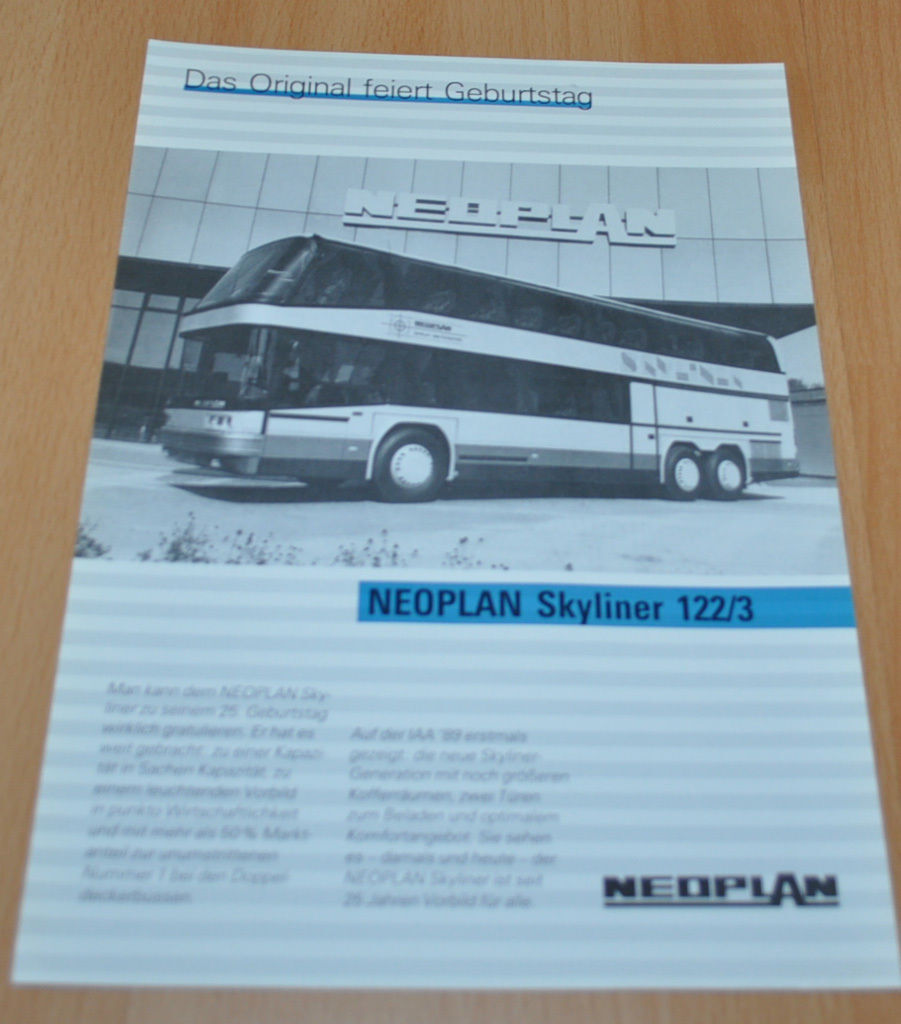 Das Original feiert Geburtstag
NEOPLAN
NEOPLAN
NEOPLAN Skyliner 122/3
Man kann dem NEOPLAN Sky-
liner zu seinem Geburtstag
wirklich gratulieren. Er hat es
weit gebracht: zu einer Kapazi-
tät in Sachen Kapazität, zu
einem leuchtenden Vorbild
in punkto Wirtschaftlichkeit
und mit mehr als 50% Markt-
anteil zur unumstrittenen
Nummer 1 bei den Doppel-
deckerbussen.
Auf der IAA '89 erstmals
gezeigt: die neue Skyliner-
Generation mit noch größeren
Kofferräumen, zwei Türen
zum Beladen und optimalem
Komfortangebot. Sie sehen
es – damals und heute – der
NEOPLAN Skyliner ist seit
Jahren Vorbild für alle.
NEOPLAN